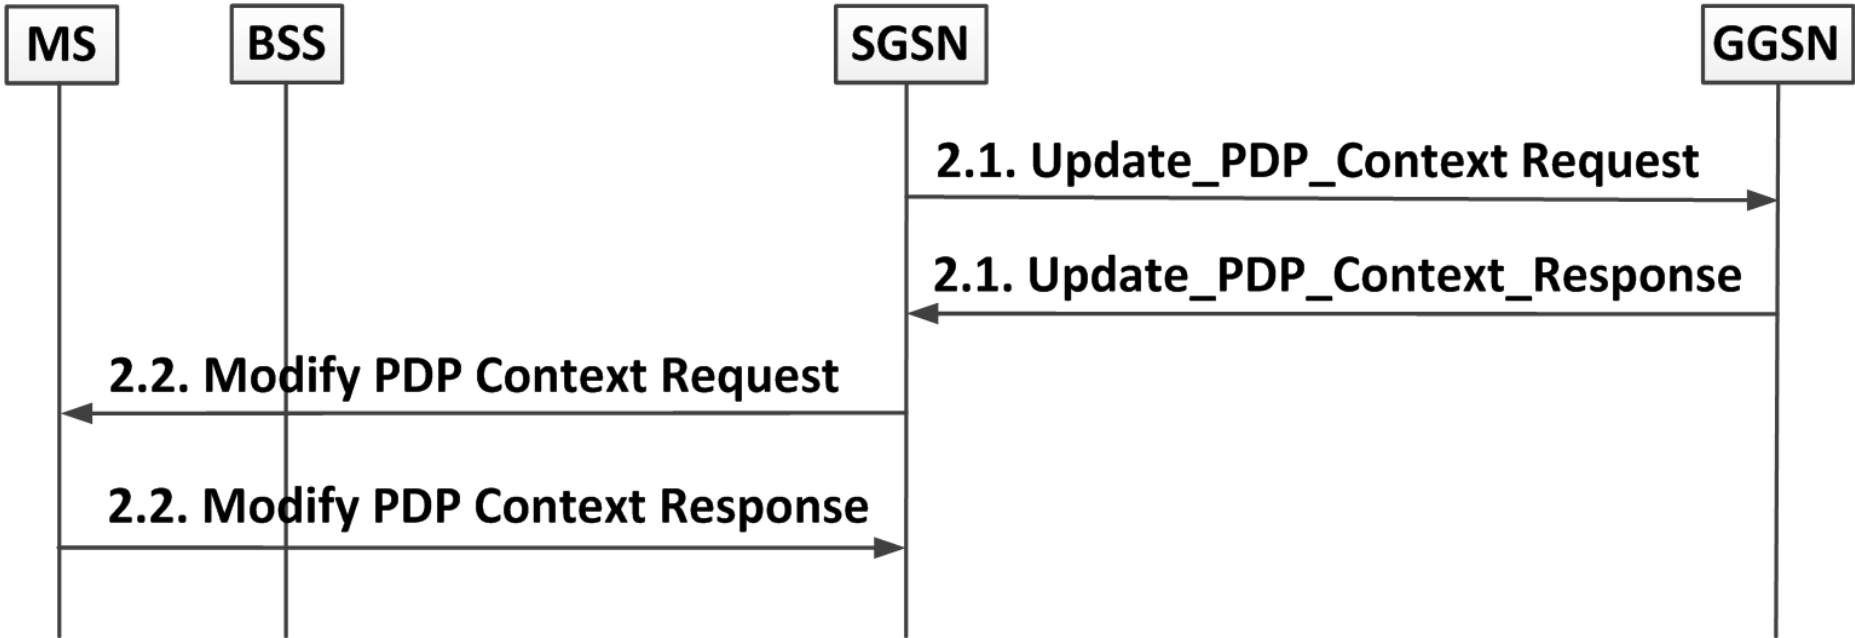 MS
BSS
SGSN
GGSN
2.1. Update_PDP_Context Request
2.1. Update_PDP_Context_Response
2.2. Modify PDP Context Request
2.2. Modify PDP Context Response